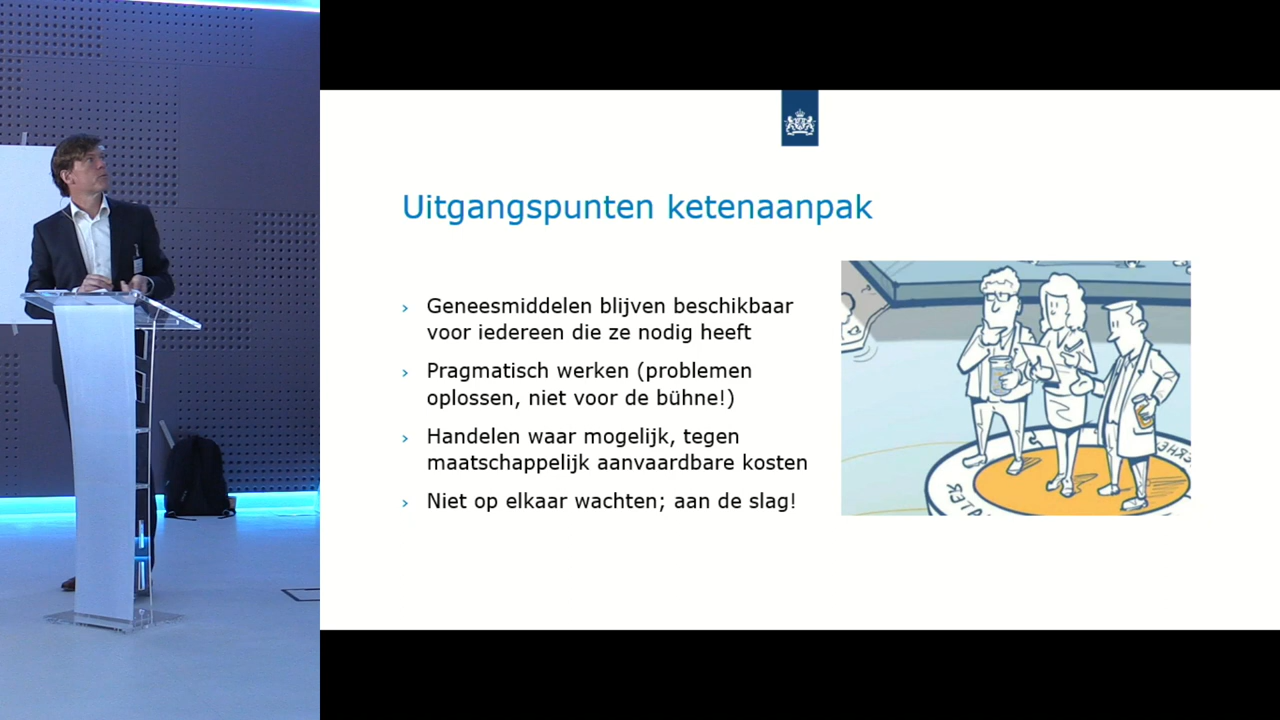 Uitgangspunten ketenaanpak
› Geneesmiddelen blijven beschikbaar
voor iedereen die ze nodig heeft
› Pragmatisch werken (problemen
oplossen, niet voor de bühne!)
› Handelen waar mogelijk, tegen
maatschappelijk aanvaardbare kosten
› Niet op elkaar wachten; aan de slag!